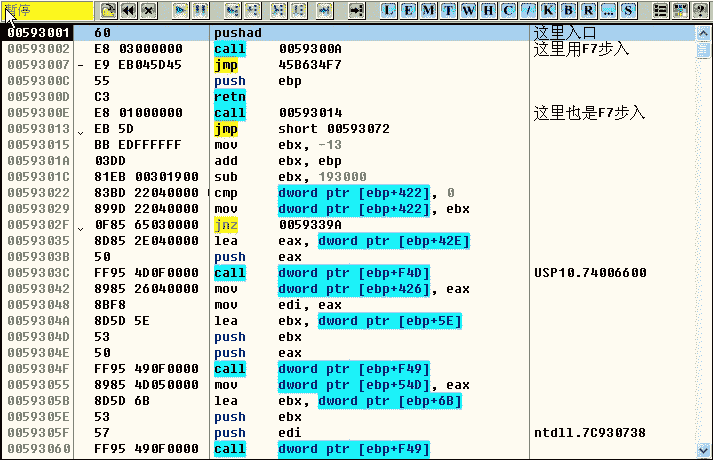 暂停 L E M T W H C / K B R ... S ?
00593001 60 pushad 这里入口
00593002 E8 03000000 call 0059300A 这里用F7步入
00593007 - E9 EB045D45 jmp 45B634F7
0059300C 55 push ebp
0059300D C3 retn
0059300E E8 01000000 call 00593014 这里也是F7步入
00593013 EB 5D jmp short 00593072
00593015 BB EDFFFFFF mov ebx, -13
0059301A 03DD add ebx, ebp
0059301C 81EB 00301900 sub ebx, 193000
00593022 83BD 22040000 cmp dword ptr [ebp+422], 0
00593029 899D 22040000 mov dword ptr [ebp+422], ebx
0059302F 0F85 65030000 jnz 0059339A
00593035 8D85 2E040000 lea eax, dword ptr [ebp+42E]
0059303B 50 push eax
0059303C FF95 4D0F0000 call dword ptr [ebp+F4D] USP10.74006600
00593042 8985 26040000 mov dword ptr [ebp+426], eax
00593048 8BF8 mov edi, eax
0059304A 8D5D 5E lea ebx, dword ptr [ebp+5E]
0059304D 53 push ebx
0059304E 50 push eax
0059304F FF95 490F0000 call dword ptr [ebp+F49]
00593055 8985 4D050000 mov dword ptr [ebp+54D], eax
0059305B 8D5D 6B lea ebx, dword ptr [ebp+6B]
0059305E 53 push ebx
0059305F 57 push edi ntdll.7C930738
00593060 FF95 490F0000 call dword ptr [ebp+F49]